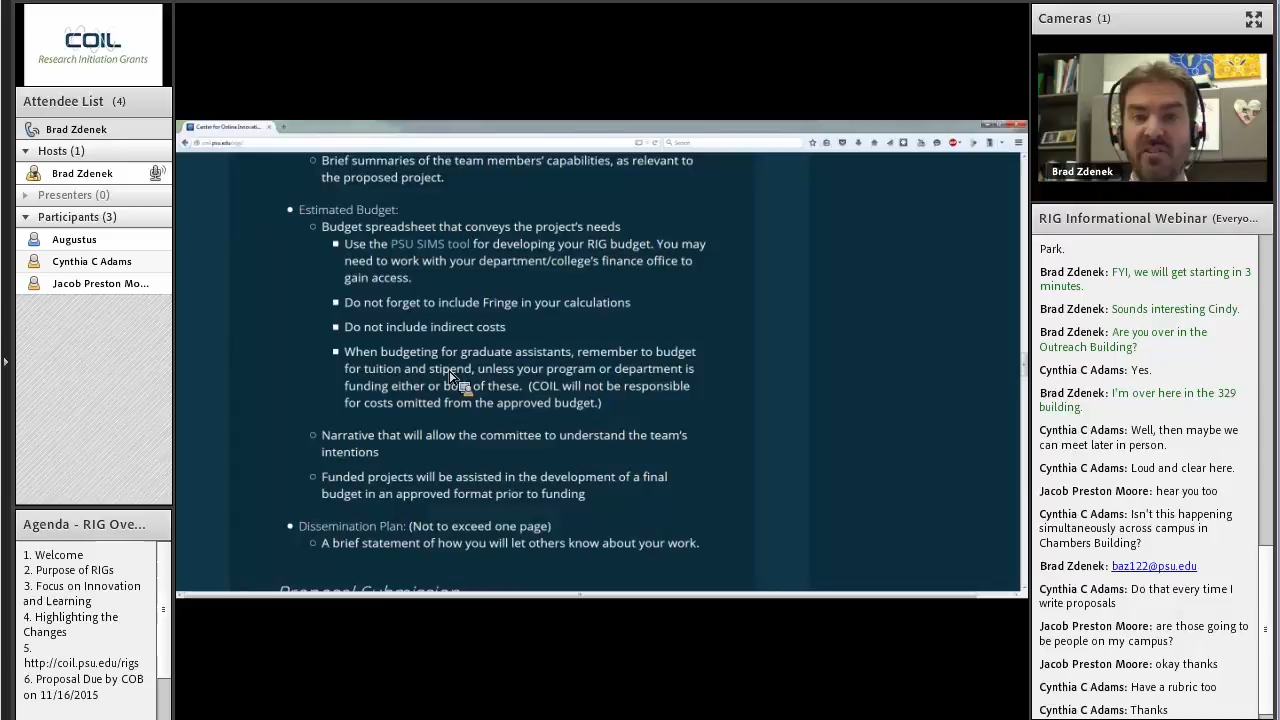 COIL
Research Initiation Grants
Attendee List (4)
Brad Zdenek
Hosts (1)
Brad Zdenek
Presenters (0)
Participants (3)
Augustus
Cynthia C Adams
Jacob Preston Mo...
Agenda - RIG Ove...
1. Welcome
2. Purpose of RIGs
3. Focus on Innovation
and Learning
4. Highlighting the
Changes
5.
http://coil.psu.edu/rigs
6. Proposal Due by COB
on 11/16/2015
Center for Online Innovati...
coil.psu.edu/rigs/
Search
Brief summaries of the team members' capabilities, as relevant to
the proposed project.
Estimated Budget:
Budget spreadsheet that conveys the project's needs
Use the PSU SIMS tool for developing your RIG budget. You may
need to work with your department/college's finance office to
gain access.
Do not forget to include Fringe in your calculations
Do not include indirect costs
When budgeting for graduate assistants, remember to budget
for tuition and stipend, unless your program or department is
funding either or both of these. (COIL will not be responsible
for costs omitted from the approved budget.)
Narrative that will allow the committee to understand the team's
intentions
Funded projects will be assisted in the development of a final
budget in an approved format prior to funding
Dissemination Plan: (Not to exceed one page)
A brief statement of how you will let others know about your work.
Proposal Submission
Cameras (1)
Brad Zdenek
RIG Informational Webinar (Everyo...
Park.
Brad Zdenek: FYI, we will get starting in 3
minutes.
Brad Zdenek: Sounds interesting Cindy.
Brad Zdenek: Are you over in the
Outreach Building?
Cynthia C Adams: Yes.
Brad Zdenek: I'm over here in the 329
building.
Cynthia C Adams: Well, then maybe we
can meet later in person.
Cynthia C Adams: Loud and clear here.
Jacob Preston Moore: hear you too
Cynthia C Adams: Isn't this happening
simultaneously across campus in
Chambers Building?
Brad Zdenek: baz122@psu.edu
Cynthia C Adams: Do that every time I
write proposals
Jacob Preston Moore: are those going to
be people on my campus?
Jacob Preston Moore: okay thanks
Cynthia C Adams: Have a rubric too
Cynthia C Adams: Thanks